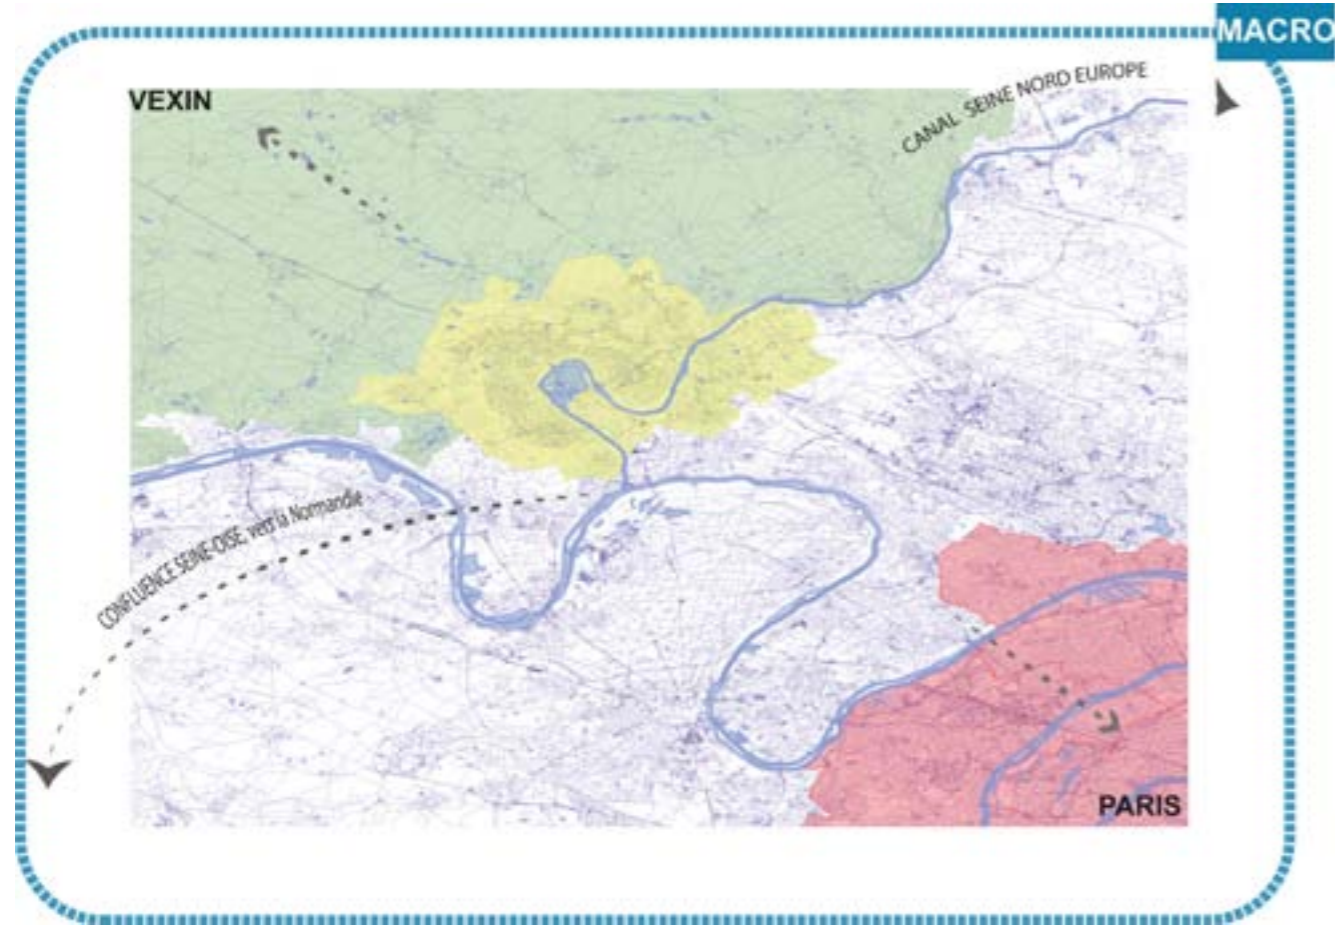 MACRO
VEXIN
CANAL SEINE NORD EUROPE
CONFLUENCE SEINE-OISE, vers la Normandie
PARIS